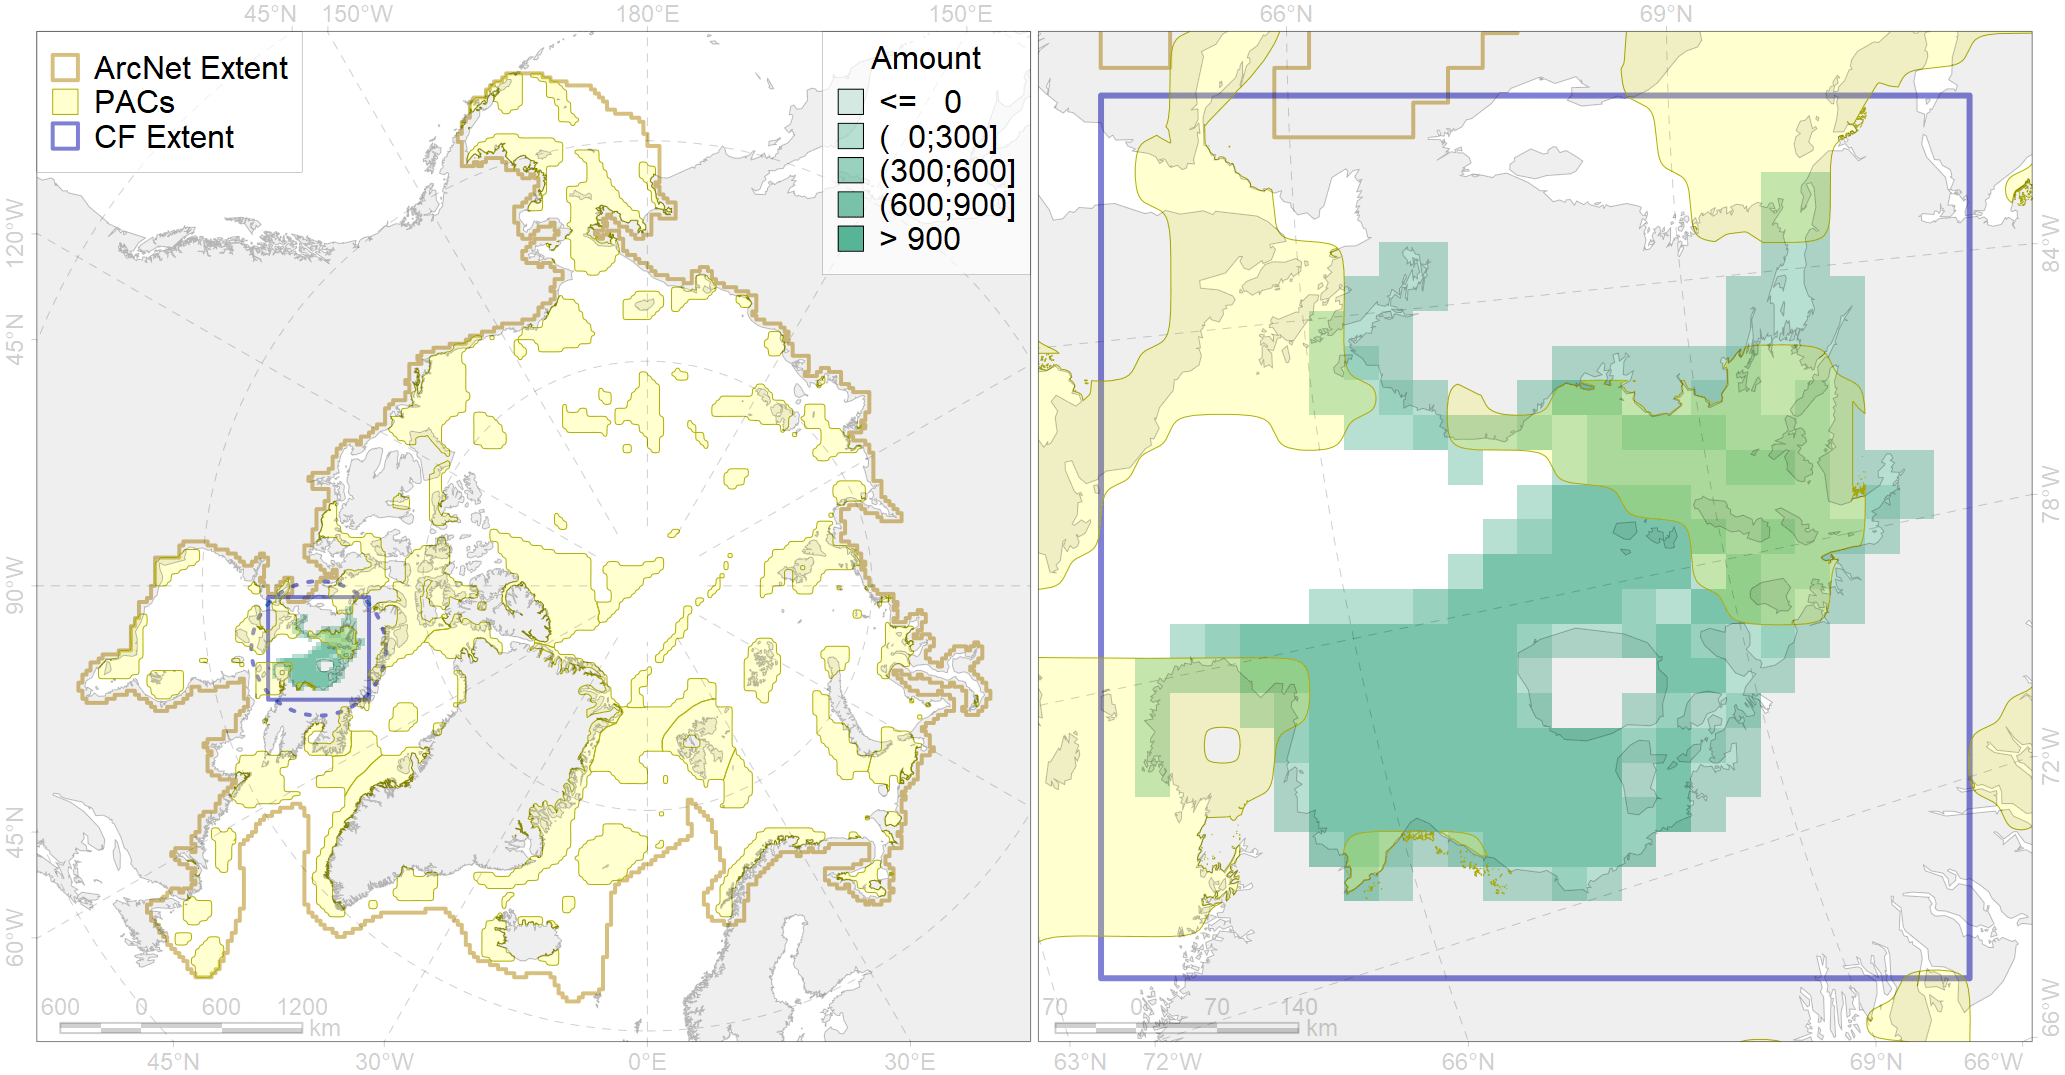 45°N 150°W 180°E 150°E 66°N 69°N
ArcNet Extent
PACs
CF Extent
Amount
<= 0
( 0;300]
(300;600]
(600;900]
> 900
120°W
45°N
90°W
45°N
60°W
84°W
78°W
72°W
66°W
600 0 600 1200
km
70 0 70 140
km
45°N 30°W 0°E 30°E 63°N 72°W 66°N 69°N 66°W